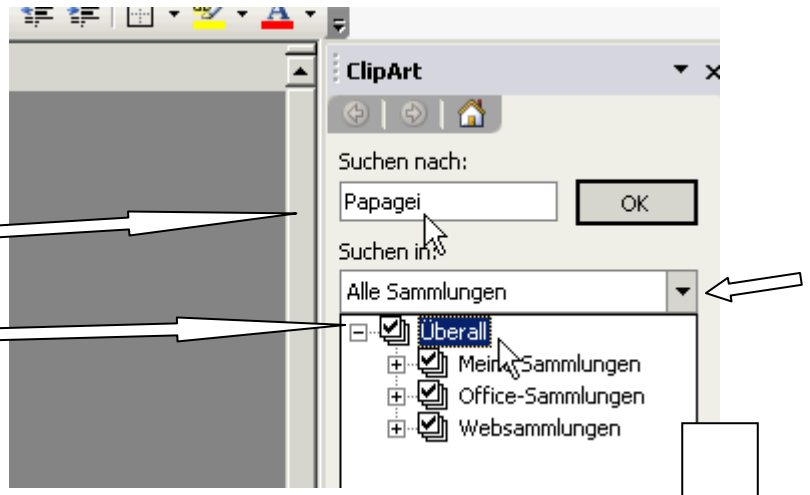 ClipArt
Suchen nach:
Papagei
OK
Suchen in:
Alle Sammlungen
Überall
Meine Sammlungen
Office-Sammlungen
Websammlungen